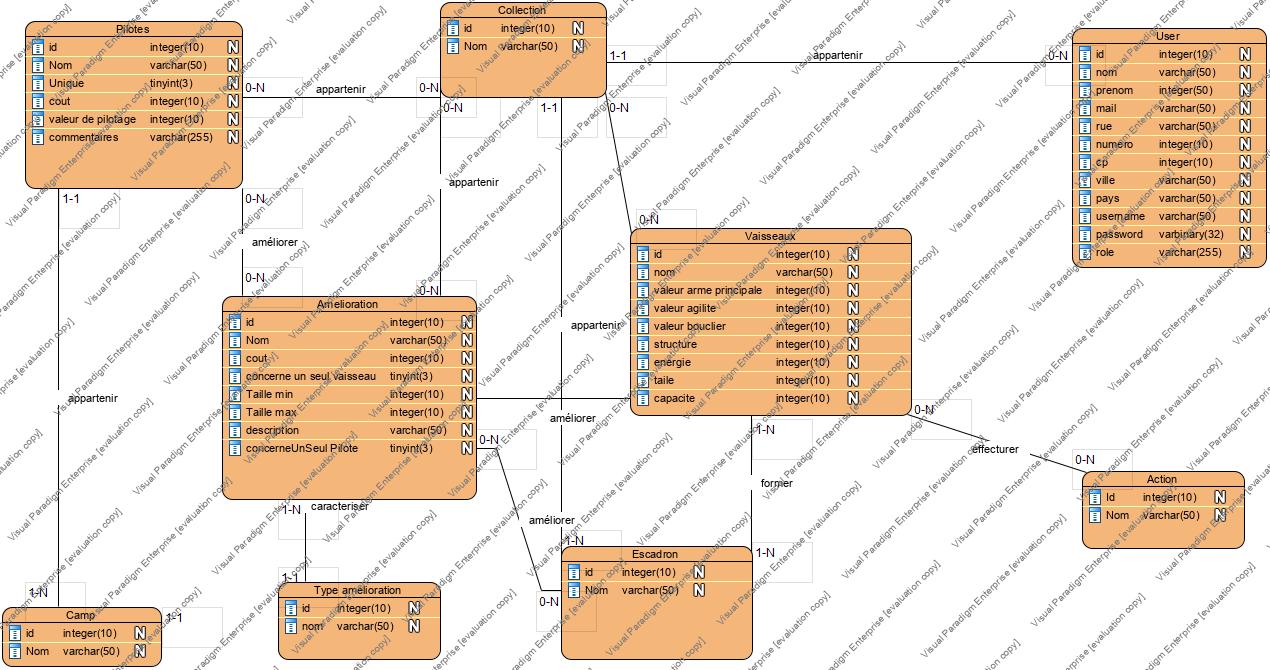 Pilotes
id integer(10) N
Nom varchar(50) N
Unique tinyint(3) N
cout integer(10) N
valeur de pilotage integer(10) N
commentaires varchar(255) N
Collection
id integer(10) N
Nom varchar(50) N
User
id integer(10) N
nom varchar(50) N
prenom integer(50) N
mail varchar(50) N
rue varchar(50) N
numero integer(10) N
cp integer(10) N
ville varchar(50) N
pays varchar(50) N
username varchar(50) N
password varbinary(32) N
role varchar(255) N
1-1
appartenir
0-N
0-N
appartenir
0-N
0-N
1-1
0-N
appartenir
1-1
0-N
améliorer
0-N
0-N
0-N
Vaisseaux
id integer(10) N
nom varchar(50) N
valeur arme principale integer(10) N
valeur agilite integer(10) N
valeur bouclier integer(10) N
structure integer(10) N
energie integer(10) N
taile integer(10) N
capacite integer(10) N
Amelioration
id integer(10) N
Nom varchar(50) N
cout integer(10) N
concerne un seul vaisseau tinyint(3) N
Taille min integer(10) N
Taille max integer(10) N
description varchar(50) N
concerneUnSeul Pilote tinyint(3) N
appartenir
appartenir
améliorer
0-N
0-N
effecturer
0-N
1-N
former
1-N
Action
Id integer(10) N
Nom varchar(50) N
1-N
caracteriser
1-1
améliorer
1-N
0-N
Escadron
id integer(10) N
Nom varchar(50) N
Type amelioration
id integer(10) N
nom varchar(50) N
1-N
1-1
Camp
id integer(10) N
Nom varchar(50) N
Visual Paradigm Enterprise [evaluation copy]